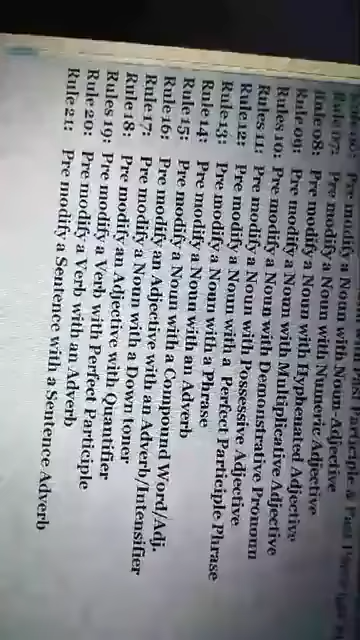 Pre modify a Noun with Noun-Adjective
Rule 07: Pre modify a Noun with Numeric Adjective
Rule 08: Pre modify a Noun with Hyphenated Adjective
Rule 09: Pre modify a Noun with Multiplicative Adjective
Rules 10: Pre modify a Noun with Demonstrative Pronoun
Rules 11: Pre modify a Noun with Possessive Adjective
Rule 12: Pre modify a Noun with a Perfect Participle Phrase
Rule 13: Pre modify a Noun with a Phrase
Rule 14: Pre modify a Noun with an Adverb
Rule 15: Pre modify a Noun with a Compound Word/Adj.
Rule 16: Pre modify an Adjective with an Adverb/Intensifier
Rule 17: Pre modify a Noun with a Down toner
Rule 18: Pre modify an Adjective with Quantifier
Rules 19: Pre modify a Verb with Perfect Participle
Rule 20: Pre modify a Verb with an Adverb
Rule 21: Pre modify a Sentence with a Sentence Adverb